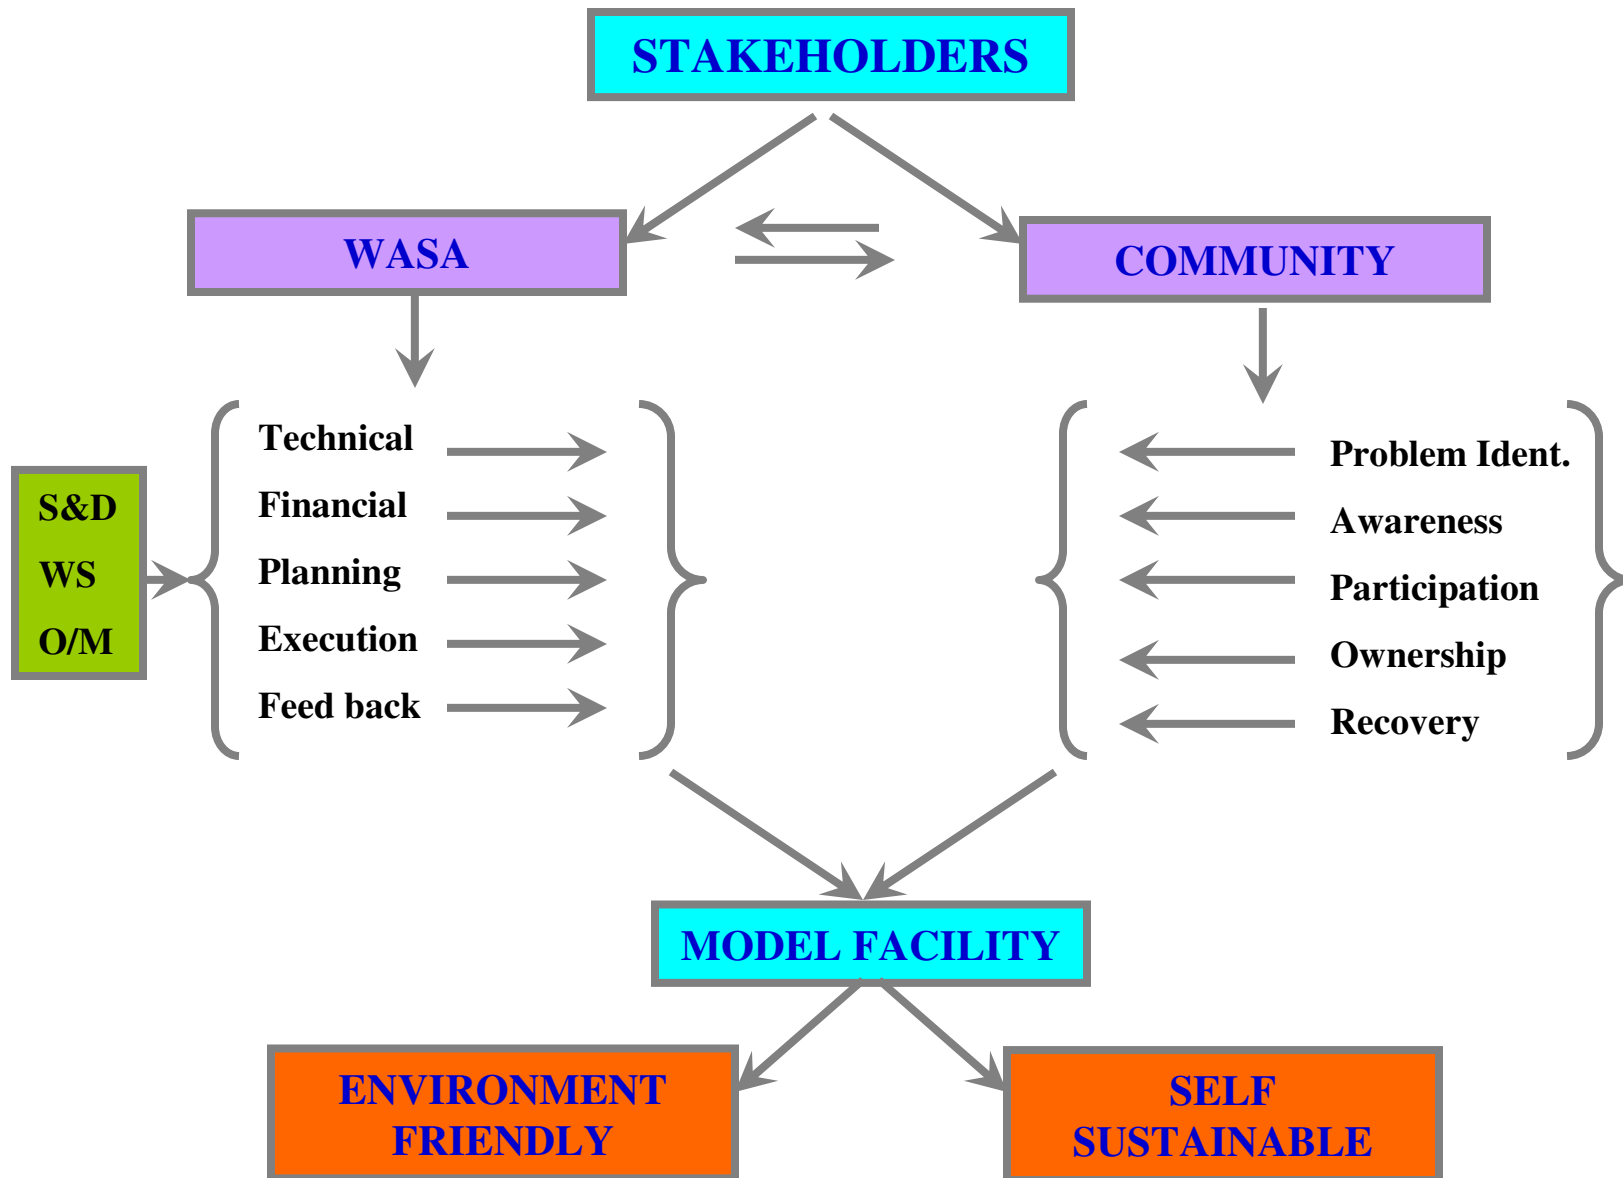 STAKEHOLDERS
WASA
COMMUNITY
S&D
WS
O/M
Technical
Financial
Planning
Execution
Feed back
Problem Ident.
Awareness
Participation
Ownership
Recovery
MODEL FACILITY
ENVIRONMENT
FRIENDLY
SELF
SUSTAINABLE